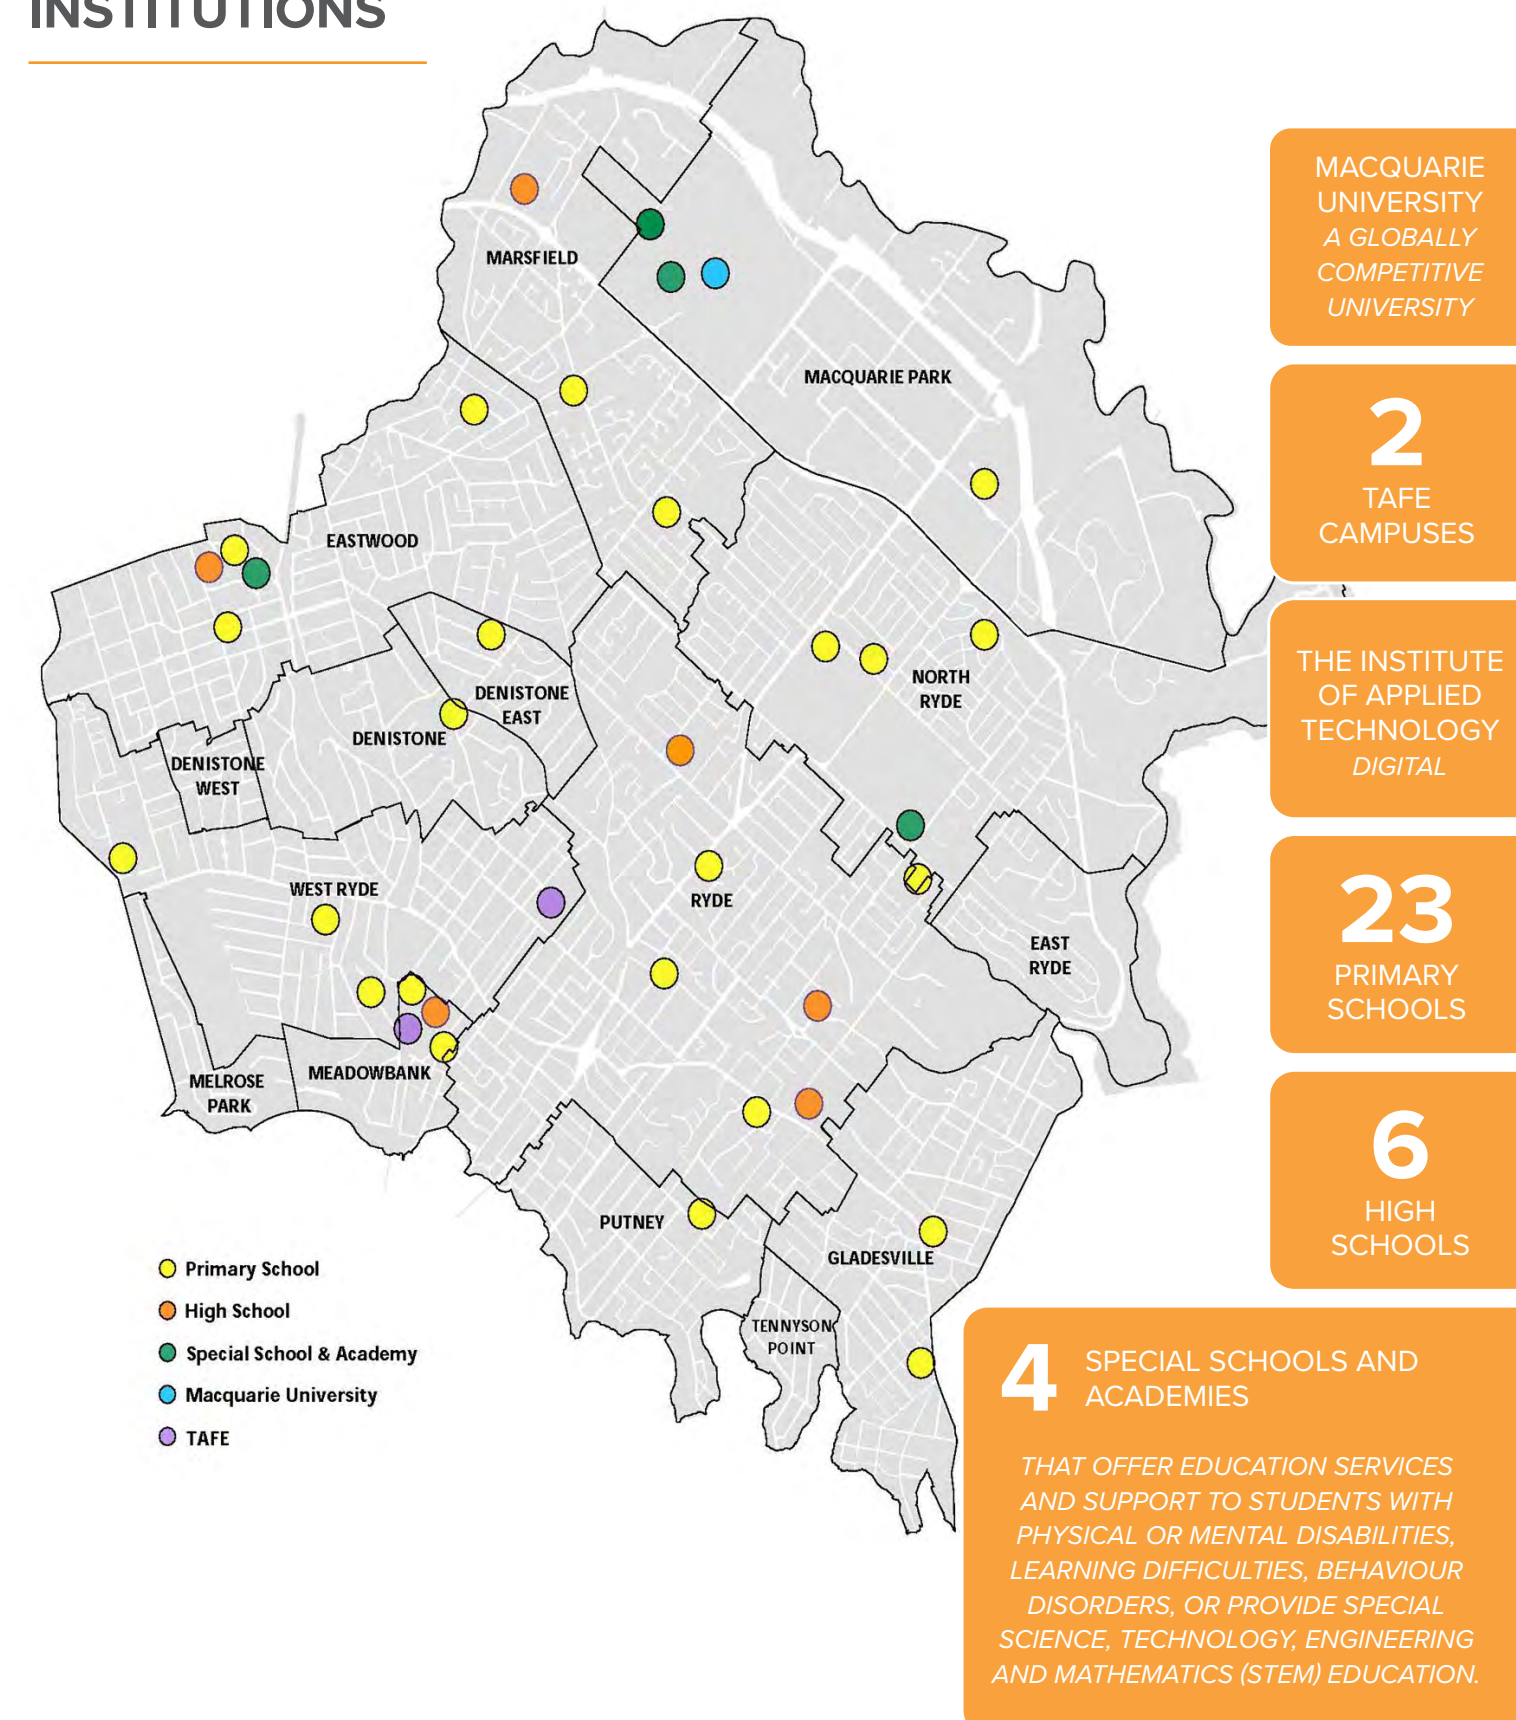 INSTITUTIONS
MARSFIELD
MACQUARIE PARK
EASTWOOD
NORTH
RYDE
DENISTONE
EAST
DENISTONE
DENISTONE
WEST
WEST RYDE
RYDE
EAST
RYDE
MELROSE
PARK
MEADOWBANK
PUTNEY
GLADESVILLE
TENNYSON
POINT
Primary School
High School
Special School & Academy
Macquarie University
TAFE
MACQUARIE
UNIVERSITY
A GLOBALLY
COMPETITIVE
UNIVERSITY
2
TAFE
CAMPUSES
THE INSTITUTE
OF APPLIED
TECHNOLOGY
DIGITAL
23
PRIMARY
SCHOOLS
6
HIGH
SCHOOLS
4 SPECIAL SCHOOLS AND
ACADEMIES
THAT OFFER EDUCATION SERVICES
AND SUPPORT TO STUDENTS WITH
PHYSICAL OR MENTAL DISABILITIES,
LEARNING DIFFICULTIES, BEHAVIOUR
DISORDERS, OR PROVIDE SPECIAL
SCIENCE, TECHNOLOGY, ENGINEERING
AND MATHEMATICS (STEM) EDUCATION.